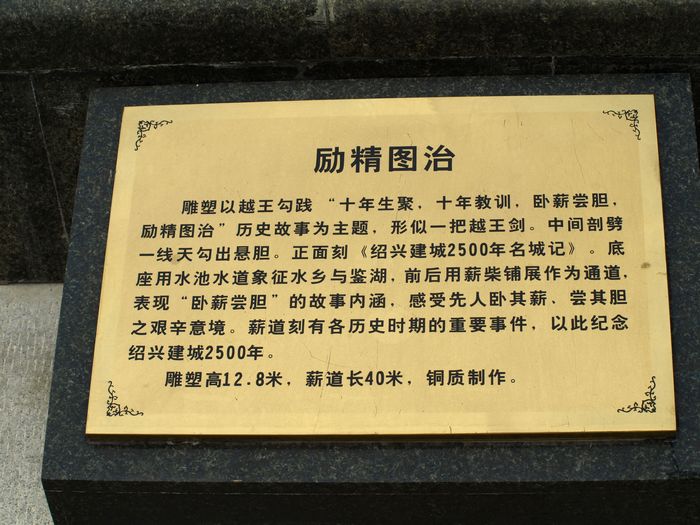 励精图治
雕塑以越王勾践 “十年生聚，十年教训，卧薪尝胆，
励精图治”历史故事为主题，形似一把越王剑。中间剖劈
一线天勾出悬胆。正面刻《绍兴建城2500年名城记》。底
座用水池水道象征水乡与鉴湖，前后用薪柴铺展作为通道，
表现“卧薪尝胆”的故事内涵，感受先人卧其薪、尝其胆
之艰辛意境。薪道刻有各历史时期的重要事件，以此纪念
绍兴建城2500年。
雕塑高12.8米，薪道长40米，铜质制作。